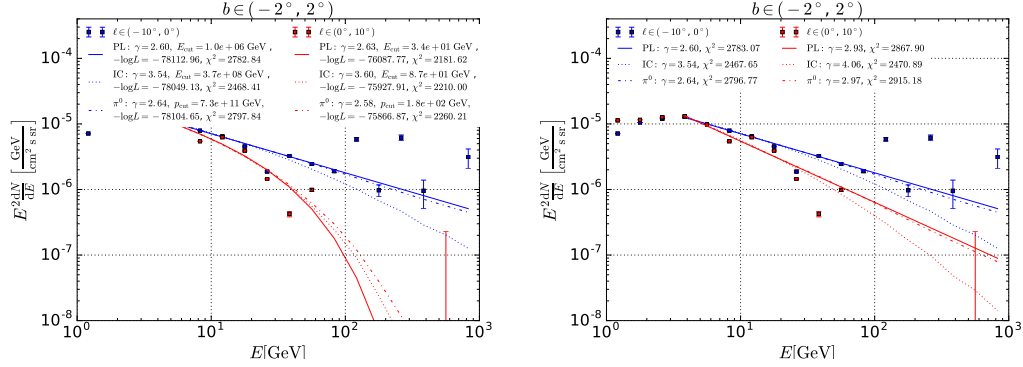 b ∈ (−2°, 2°)
ℓ ∈ (−10°, 0°)
PL: γ = 2.60, E_cut = 1.0e+06 GeV ,
−logL = −78112.96, χ² = 2782.84
IC: γ = 3.54, E_cut = 3.7e+08 GeV ,
−logL = −78049.13, χ² = 2468.41
π⁰: γ = 2.64, p_cut = 7.3e+11 GeV,
−logL = −78104.65, χ² = 2797.84
ℓ ∈ (0°, 10°)
PL: γ = 2.63, E_cut = 3.4e+01 GeV ,
−logL = −76087.77, χ² = 2181.62
IC: γ = 3.60, E_cut = 8.7e+01 GeV ,
−logL = −75927.91, χ² = 2210.00
π⁰: γ = 2.58, p_cut = 1.8e+02 GeV,
−logL = −75866.87, χ² = 2260.21
10⁻⁴
10⁻⁵
10⁻⁶
10⁻⁷
10⁻⁸
E² dN/dE [GeV / cm² s sr]
10⁰ 10¹ 10² 10³
E[GeV]
b ∈ (−2°, 2°)
ℓ ∈ (−10°, 0°)
PL: γ = 2.60, χ² = 2783.07
IC: γ = 3.54, χ² = 2467.65
π⁰: γ = 2.64, χ² = 2796.77
ℓ ∈ (0°, 10°)
PL: γ = 2.93, χ² = 2867.90
IC: γ = 4.06, χ² = 2470.89
π⁰: γ = 2.97, χ² = 2915.18
10⁻⁴
10⁻⁵
10⁻⁶
10⁻⁷
10⁻⁸
E² dN/dE [GeV / cm² s sr]
10⁰ 10¹ 10² 10³
E[GeV]